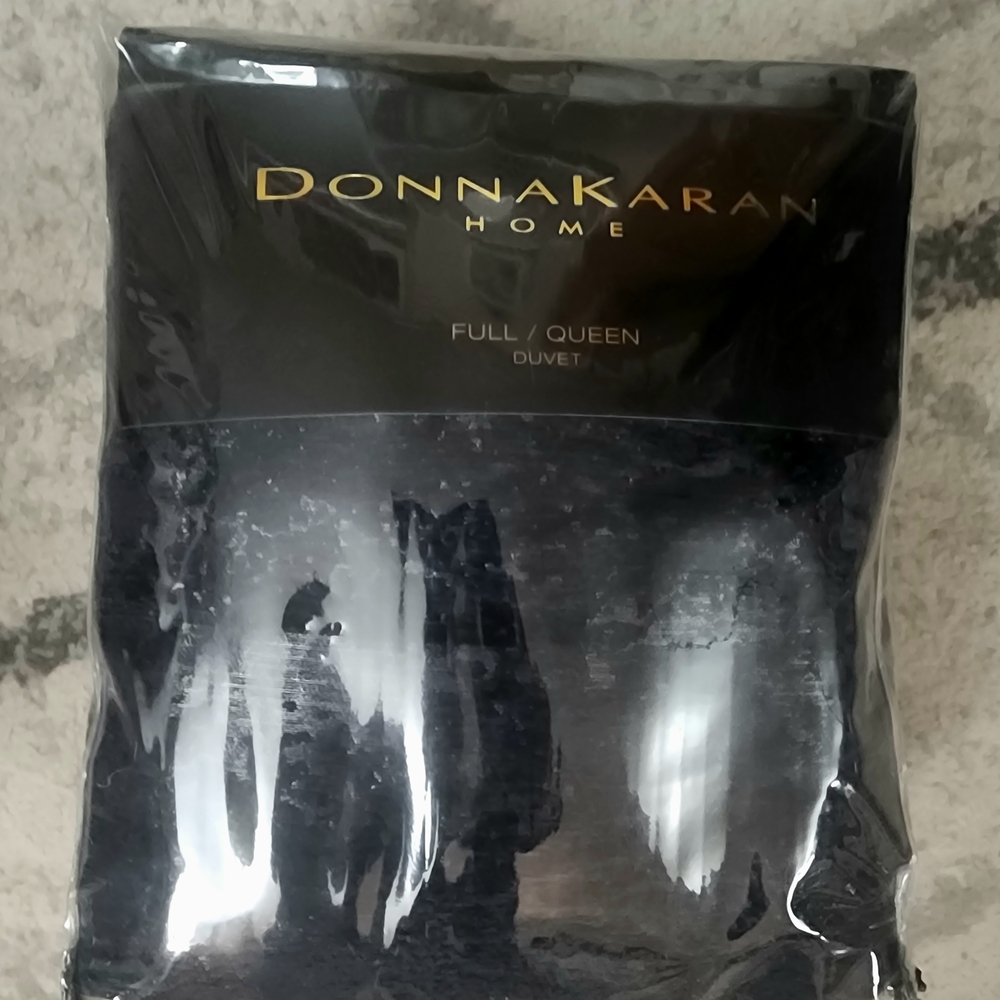 DONNAKARAN
HOME
FULL / QUEEN
DUVET